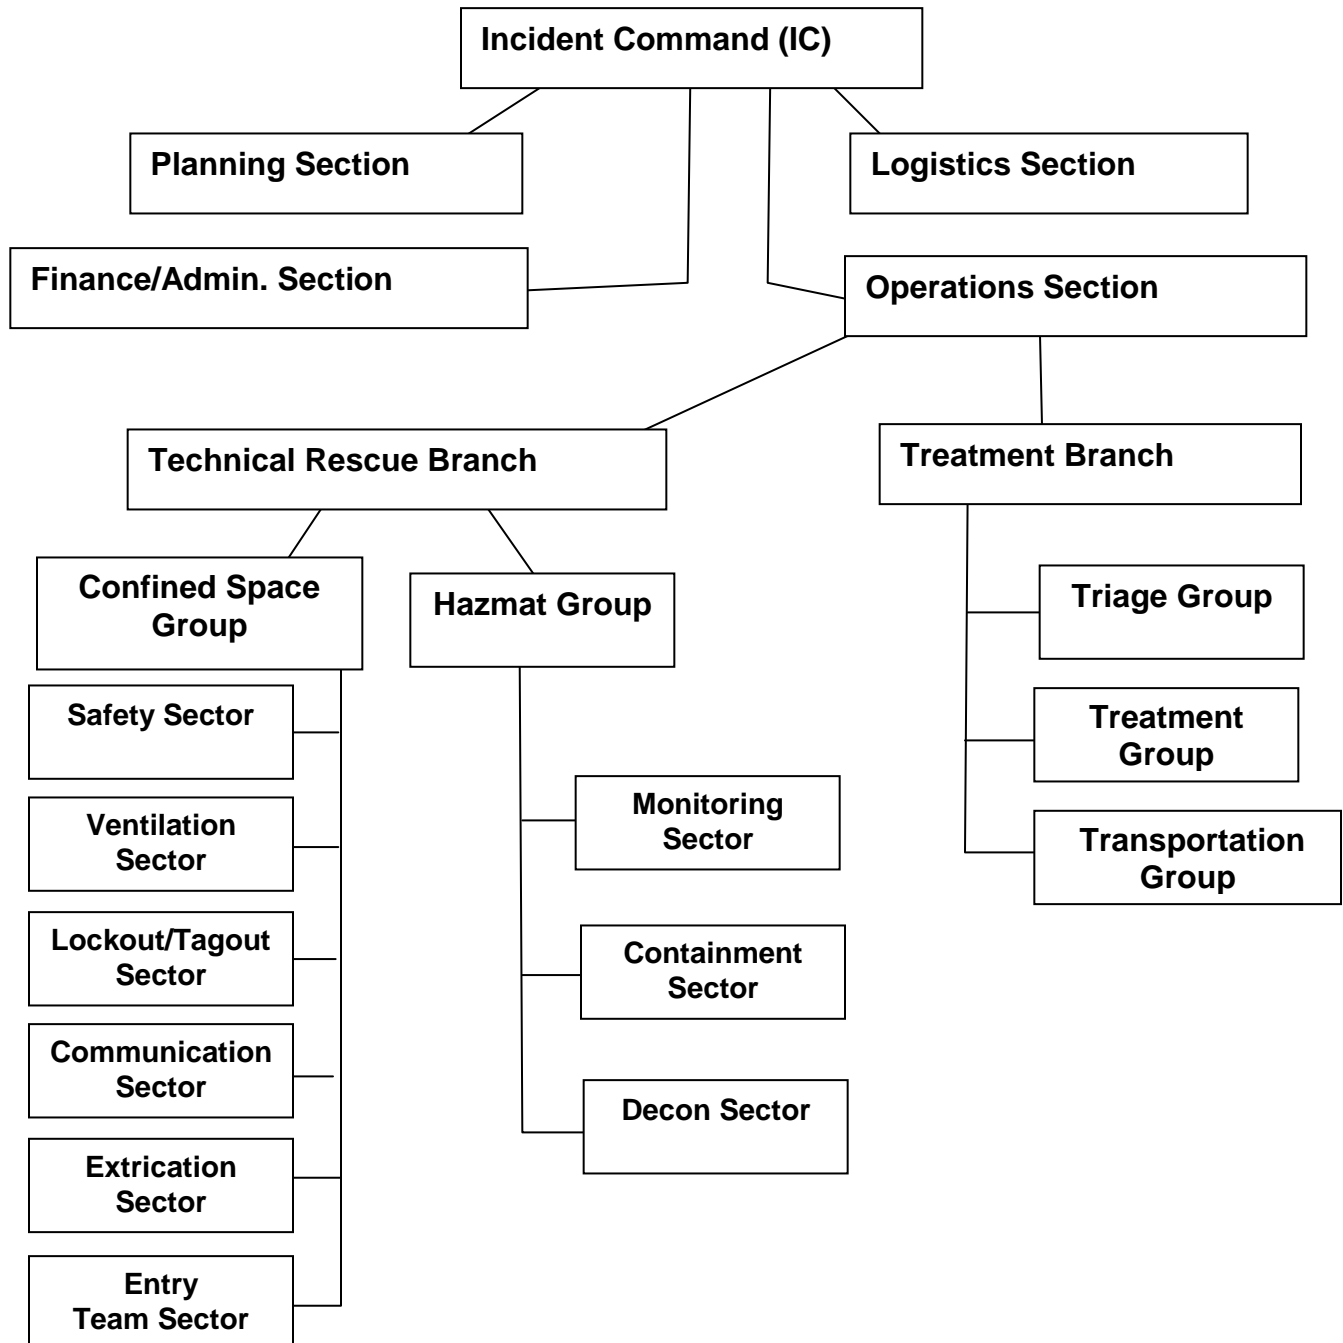 Incident Command (IC)
Planning Section
Logistics Section
Finance/Admin. Section
Operations Section
Technical Rescue Branch
Treatment Branch
Confined Space
Group
Hazmat Group
Triage Group
Safety Sector
Treatment
Group
Ventilation
Sector
Monitoring
Sector
Transportation
Group
Lockout/Tagout
Sector
Containment
Sector
Communication
Sector
Decon Sector
Extrication
Sector
Entry
Team Sector